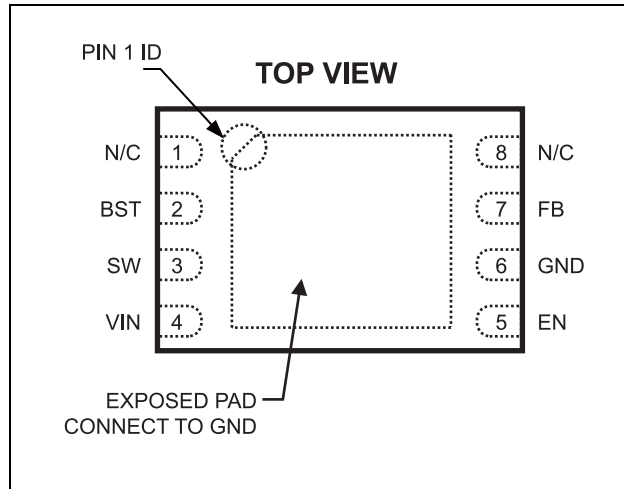 PIN 1 ID
TOP VIEW
N/C 1 8 N/C
BST 2 7 FB
SW 3 6 GND
VIN 4 5 EN
EXPOSED PAD
CONNECT TO GND